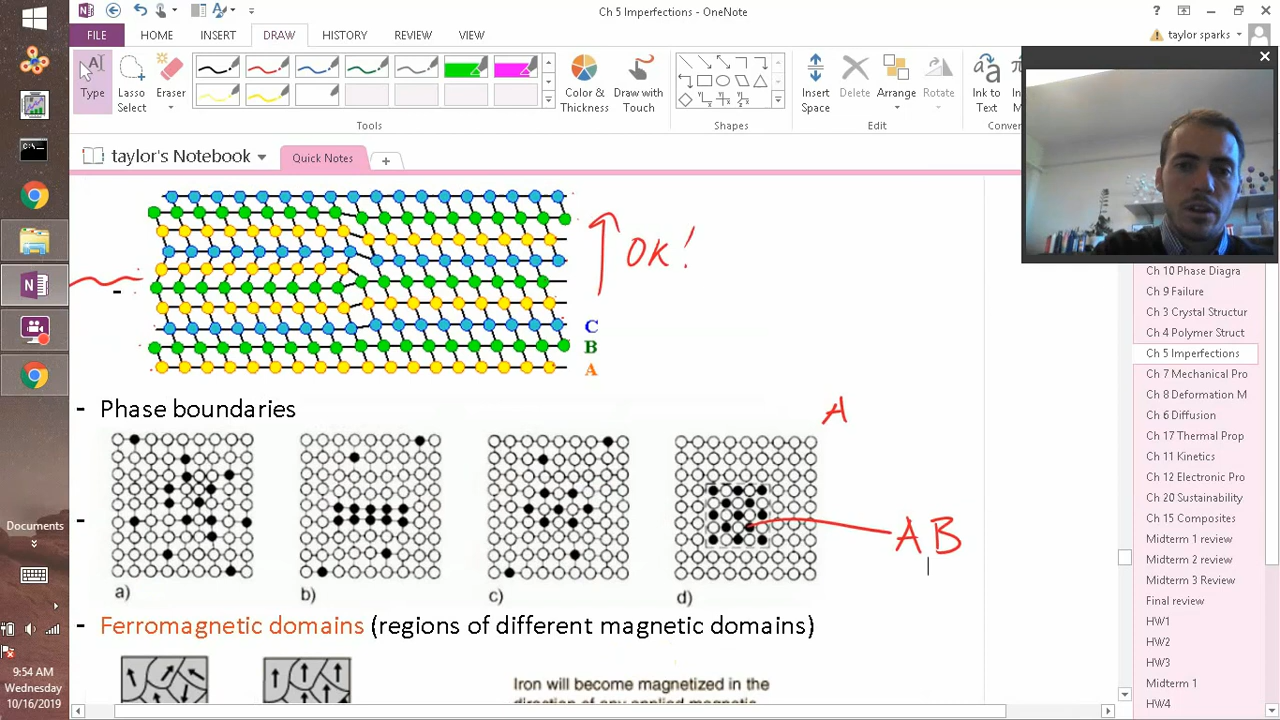 Ch 5 Imperfections - OneNote
?
FILE
HOME
INSERT
DRAW
HISTORY
REVIEW
VIEW
taylor sparks
Type
Lasso
Select
Eraser
Color &
Thickness
Draw with
Touch
Insert
Space
Delete
Arrange
Rotate
Ink to
Text
Tools
Shapes
Edit
Conver
taylor's Notebook
Quick Notes
OK!
C
B
A
- Phase boundaries
A
AB
a)
b)
c)
d)
- Ferromagnetic domains (regions of different magnetic domains)
Iron will become magnetized in the
direction of any applied magnetic
Ch 10 Phase Diagra
Ch 9 Failure
Ch 3 Crystal Structur
Ch 4 Polymer Struct
Ch 5 Imperfections
Ch 7 Mechanical Pro
Ch 8 Deformation M
Ch 6 Diffusion
Ch 17 Thermal Prop
Ch 11 Kinetics
Ch 12 Electronic Pro
Ch 20 Sustainability
Ch 15 Composites
Midterm 1 review
Midterm 2 review
Midterm 3 Review
Final review
HW1
HW2
HW3
Midterm 1
HW4
Documents
9:54 AM
Wednesday
10/16/2019